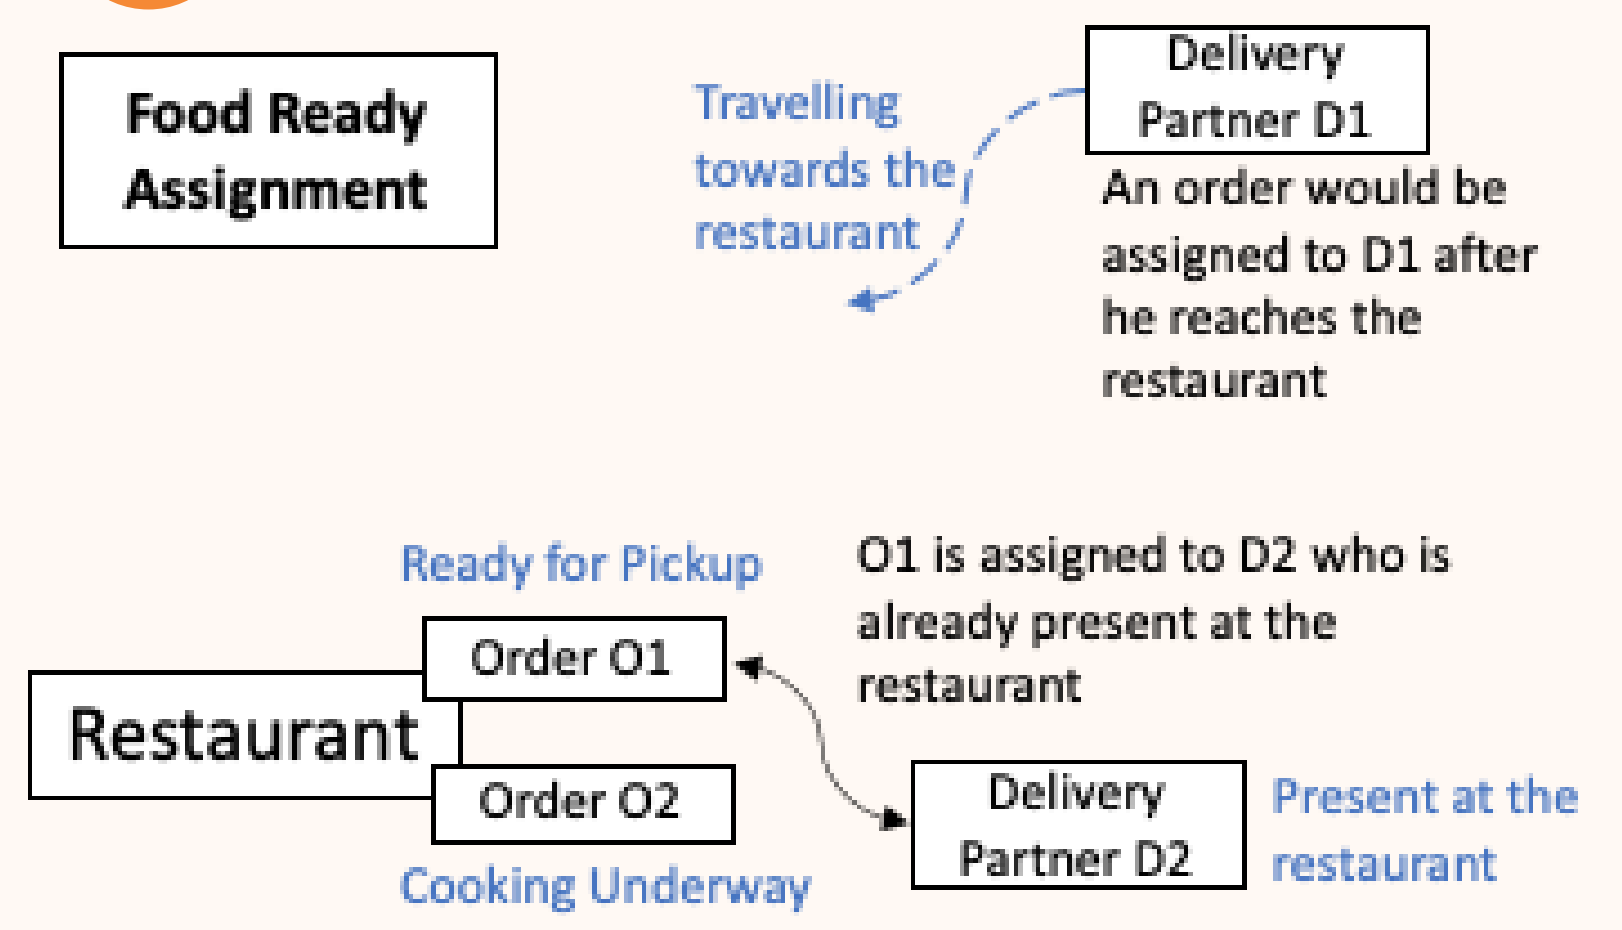 Food Ready
Assignment
Travelling
towards the
restaurant
Delivery
Partner D1
An order would be
assigned to D1 after
he reaches the
restaurant
Ready for Pickup
Order O1
Restaurant
Order O2
Cooking Underway
O1 is assigned to D2 who is
already present at the
restaurant
Delivery
Partner D2
Present at the
restaurant